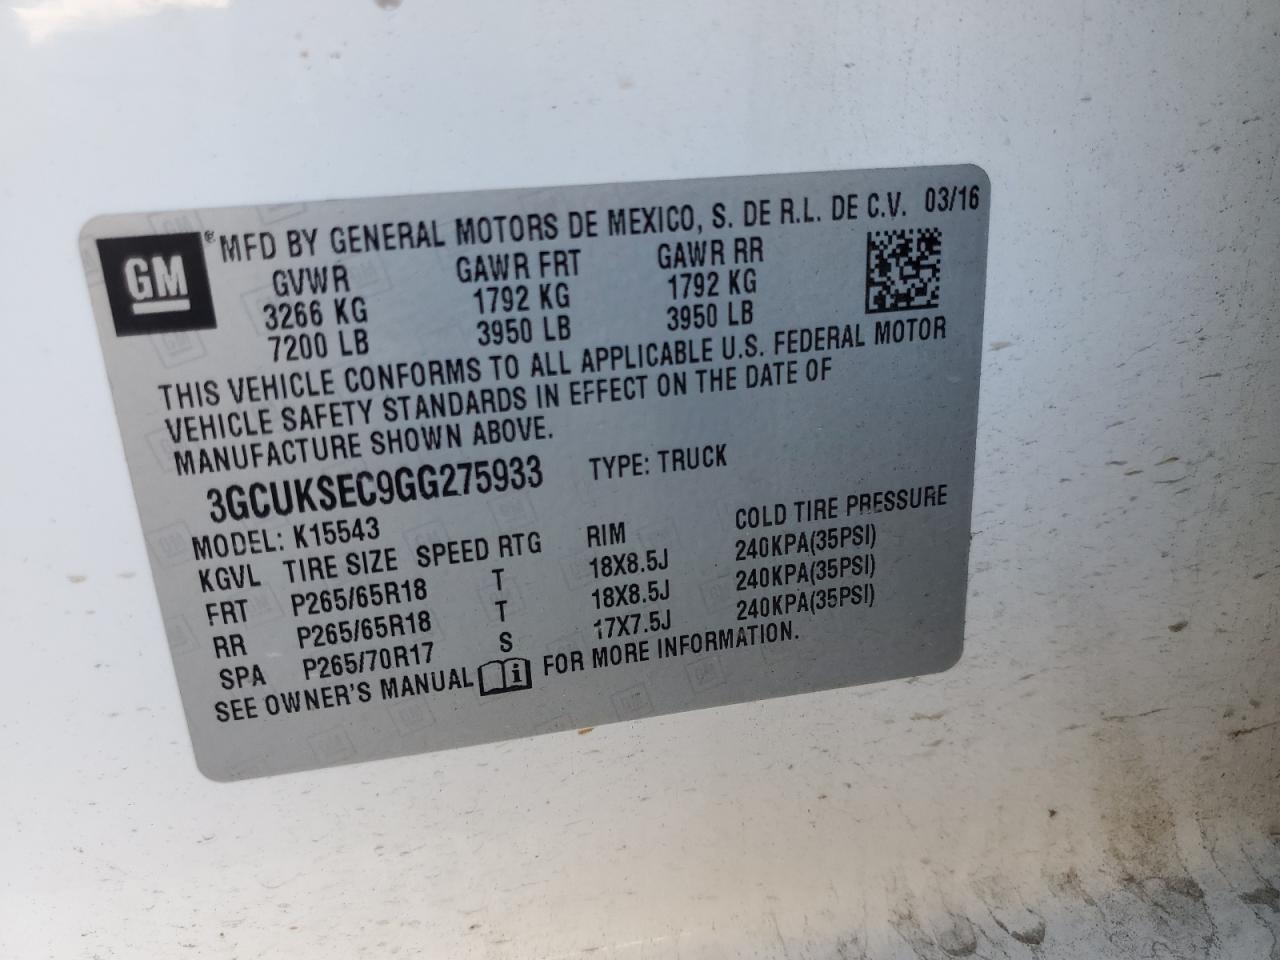 GM
® MFD BY GENERAL MOTORS DE MEXICO, S. DE R.L. DE C.V. 03/16
GVWR GAWR FRT GAWR RR
3266 KG 1792 KG 1792 KG
7200 LB 3950 LB 3950 LB
THIS VEHICLE CONFORMS TO ALL APPLICABLE U.S. FEDERAL MOTOR
VEHICLE SAFETY STANDARDS IN EFFECT ON THE DATE OF
MANUFACTURE SHOWN ABOVE.
3GCUKSEC9GG275933 TYPE: TRUCK
MODEL: K15543
KGVL TIRE SIZE SPEED RTG RIM COLD TIRE PRESSURE
FRT P265/65R18 T 18X8.5J 240KPA(35PSI)
RR P265/65R18 T 18X8.5J 240KPA(35PSI)
SPA P265/70R17 S 17X7.5J 240KPA(35PSI)
SEE OWNER'S MANUAL i FOR MORE INFORMATION.